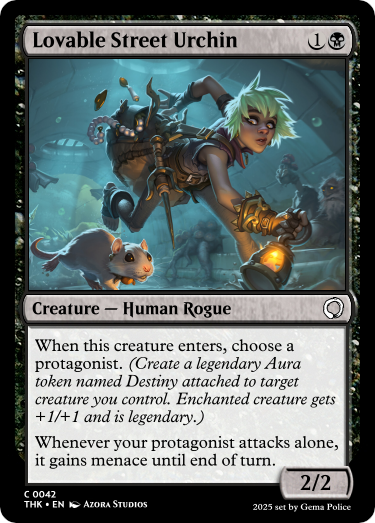 Lovable Street Urchin 1
Creature — Human Rogue
When this creature enters, choose a
protagonist. (Create a legendary Aura
token named Destiny attached to target
creature you control. Enchanted creature gets
+1/+1 and is legendary.)
Whenever your protagonist attacks alone,
it gains menace until end of turn.
2/2
C 0042
THK • EN Azora Studios
2025 set by Gema Police